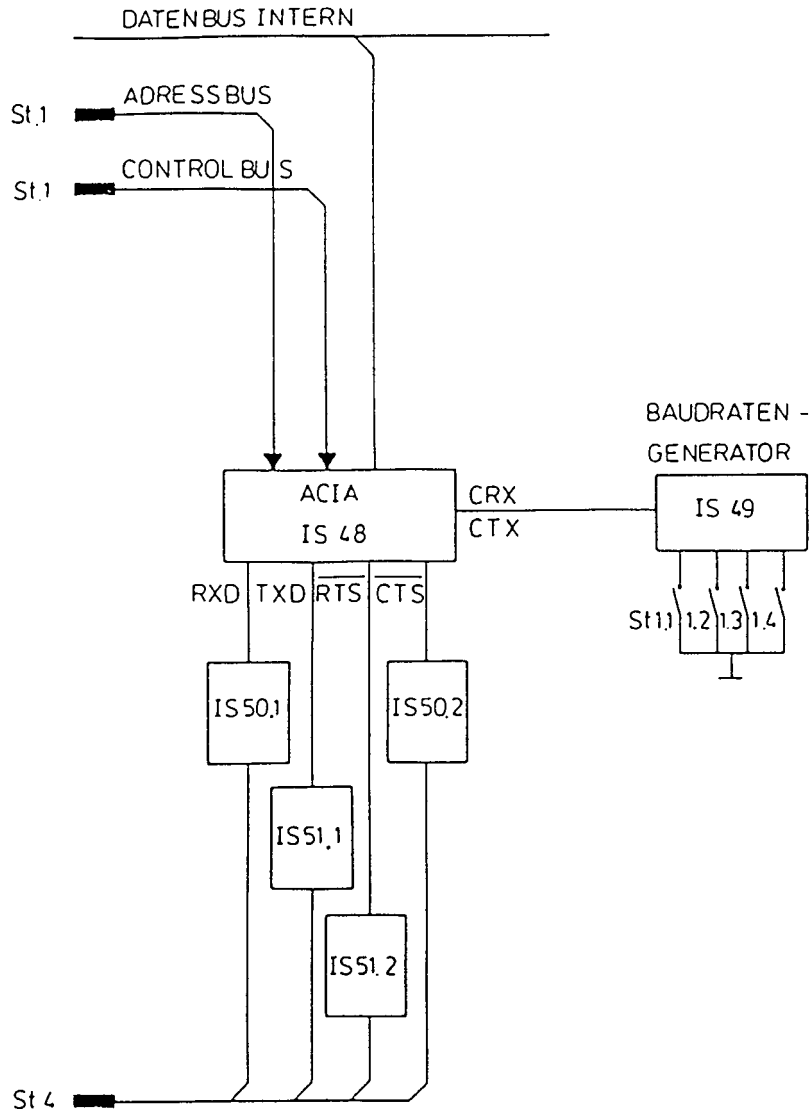 DATENBUS INTERN
St.1 ADRESSBUS
St.1 CONTROL BUS
BAUDRATEN -
GENERATOR
ACIA
IS 48
CRX
CTX
IS 49
RXD TXD RTS CTS
St1.1 1.2 1.3 1.4
IS50.1
IS50.2
IS51.1
IS51.2
St 4